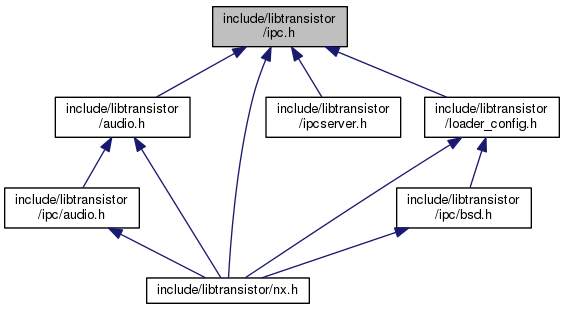 include/libtransistor
/ipc.h
include/libtransistor
/audio.h
include/libtransistor
/ipcserver.h
include/libtransistor
/loader_config.h
include/libtransistor
/ipc/audio.h
include/libtransistor
/ipc/bsd.h
include/libtransistor/nx.h